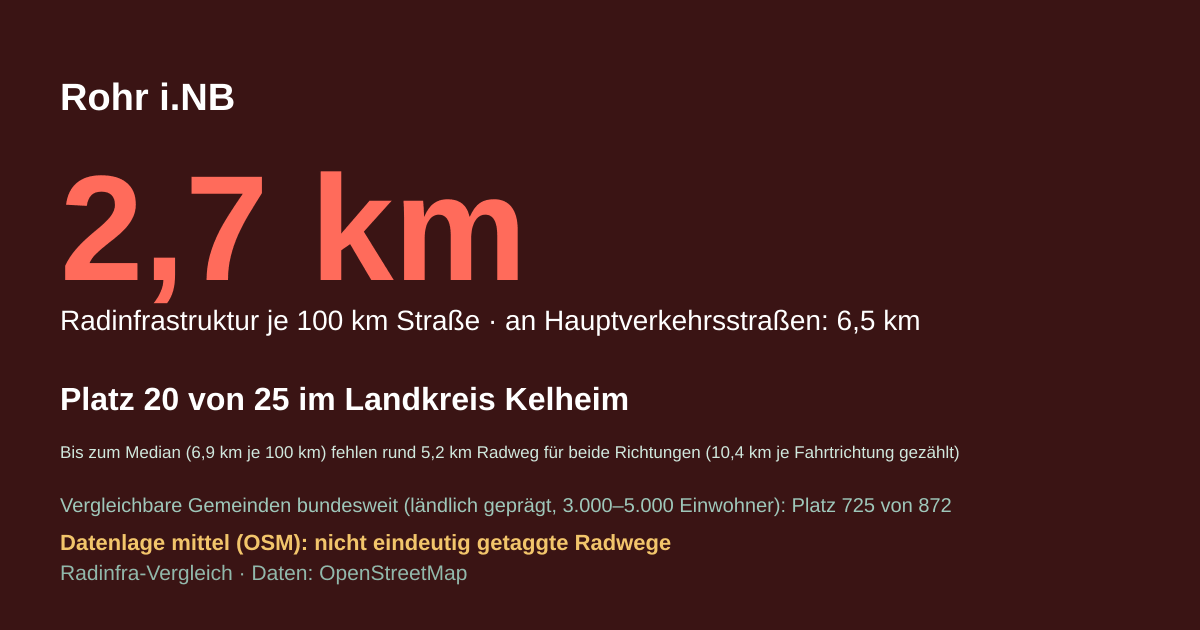 Rohr i.NB
2,7 km
Radinfrastruktur je 100 km Straße · an Hauptverkehrsstraßen: 6,5 km
Platz 20 von 25 im Landkreis Kelheim
Bis zum Median (6,9 km je 100 km) fehlen rund 5,2 km Radweg für beide Richtungen (10,4 km je Fahrtrichtung gezählt)
Vergleichbare Gemeinden bundesweit (ländlich geprägt, 3.000–5.000 Einwohner): Platz 725 von 872
Datenlage mittel (OSM): nicht eindeutig getaggte Radwege
Radinfra-Vergleich · Daten: OpenStreetMap